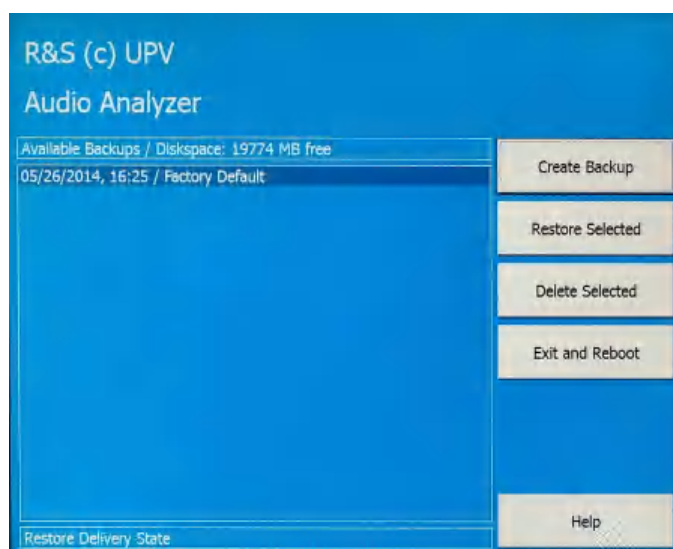 R&S (c) UPV
Audio Analyzer
Available Backups / Diskspace: 19774 MB free
05/26/2014, 16:25 / Factory Default
Create Backup
Restore Selected
Delete Selected
Exit and Reboot
Help
Restore Delivery State